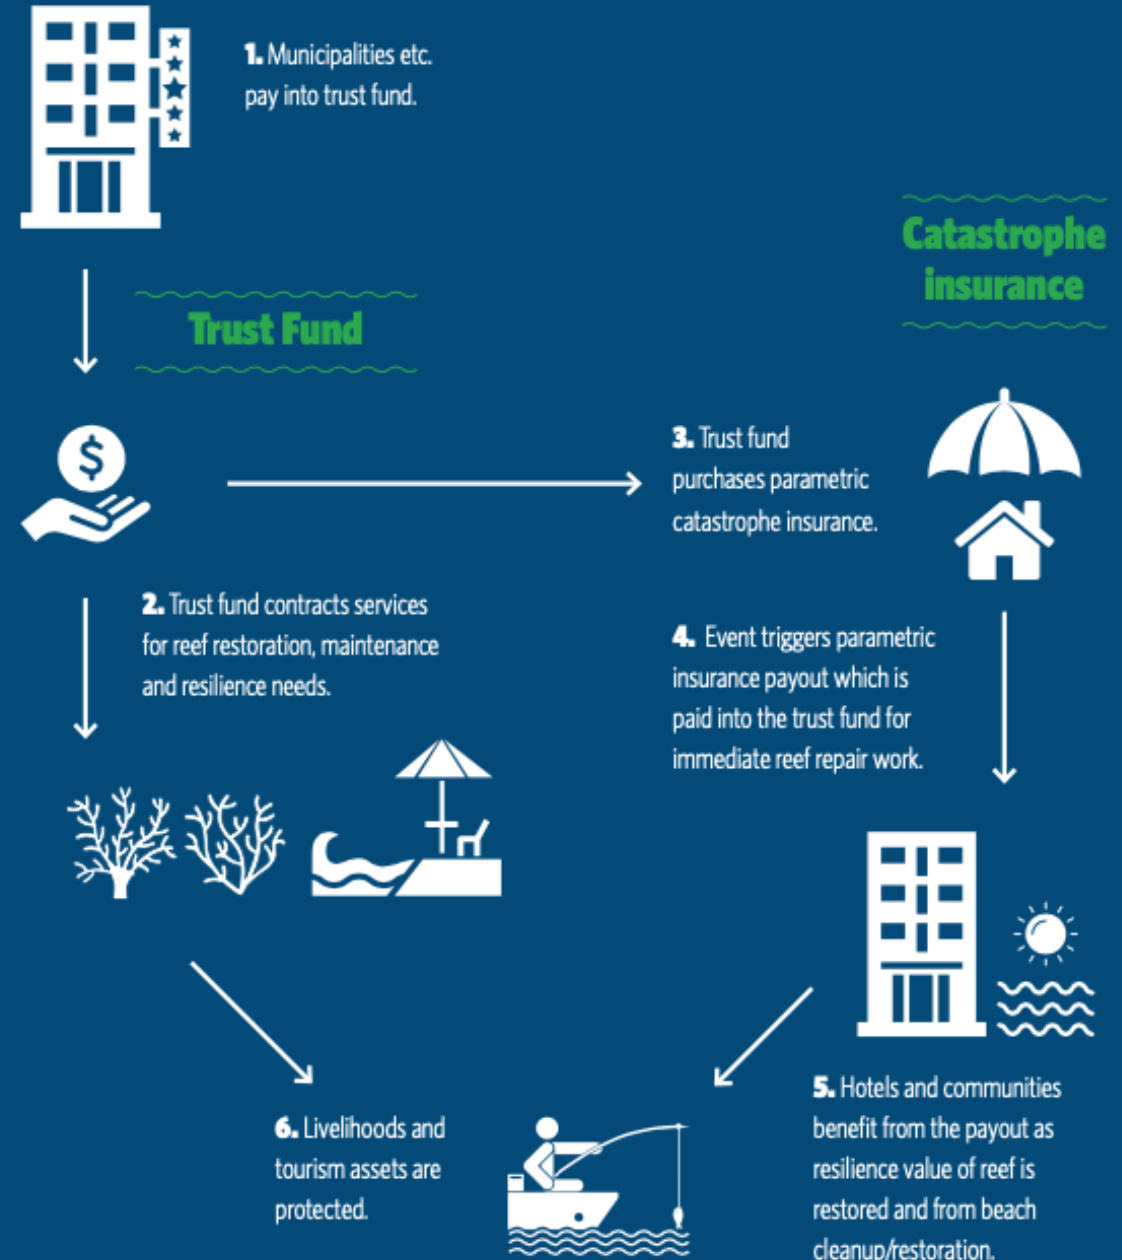 1. Municipalities etc.
pay into trust fund.
Catastrophe
insurance
Trust Fund
$
3. Trust fund
purchases parametric
catastrophe insurance.
2. Trust fund contracts services
for reef restoration, maintenance
and resilience needs.
4. Event triggers parametric
insurance payout which is
paid into the trust fund for
immediate reef repair work.
5. Hotels and communities
benefit from the payout as
resilience value of reef is
restored and from beach
cleanup/restoration.
6. Livelihoods and
tourism assets are
protected.